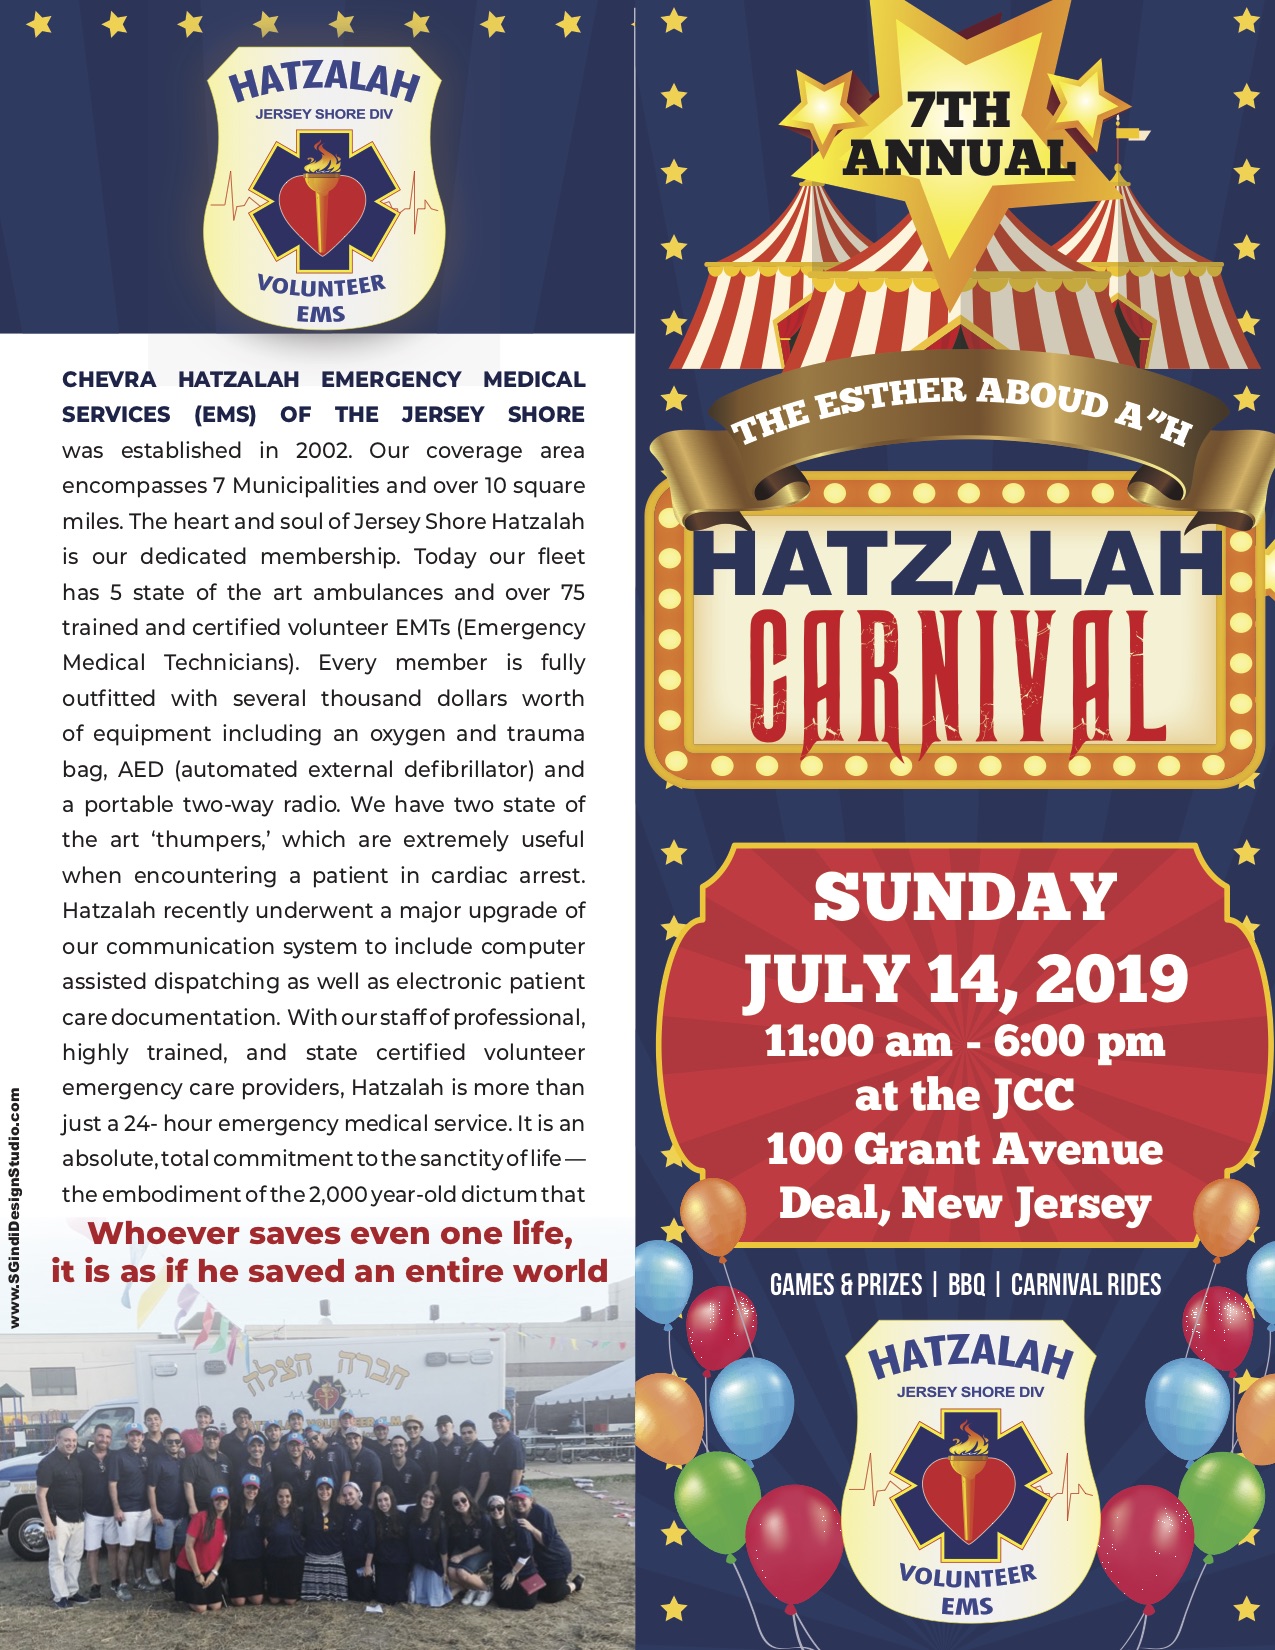 HATZALAH
JERSEY SHORE DIV
VOLUNTEER
EMS
CHEVRA HATZALAH EMERGENCY MEDICAL
SERVICES (EMS) OF THE JERSEY SHORE
was established in 2002. Our coverage area
encompasses 7 Municipalities and over 10 square
miles. The heart and soul of Jersey Shore Hatzalah
is our dedicated membership. Today our fleet
has 5 state of the art ambulances and over 75
trained and certified volunteer EMTs (Emergency
Medical Technicians). Every member is fully
outfitted with several thousand dollars worth
of equipment including an oxygen and trauma
bag, AED (automated external defibrillator) and
a portable two-way radio. We have two state of
the art ‘thumpers,’ which are extremely useful
when encountering a patient in cardiac arrest.
Hatzalah recently underwent a major upgrade of
our communication system to include computer
assisted dispatching as well as electronic patient
care documentation. With our staff of professional,
highly trained, and state certified volunteer
emergency care providers, Hatzalah is more than
just a 24- hour emergency medical service. It is an
absolute, total commitment to the sanctity of life —
the embodiment of the 2,000 year-old dictum that
Whoever saves even one life,
it is as if he saved an entire world
www.SGindiDesignStudio.com
חברה הצלה
7TH
ANNUAL
THE ESTHER ABOUD A”H
HATZALAH
CARNIVAL
SUNDAY
JULY 14, 2019
11:00 am - 6:00 pm
at the JCC
100 Grant Avenue
Deal, New Jersey
GAMES & PRIZES | BBQ | CARNIVAL RIDES
HATZALAH
JERSEY SHORE DIV
VOLUNTEER
EMS